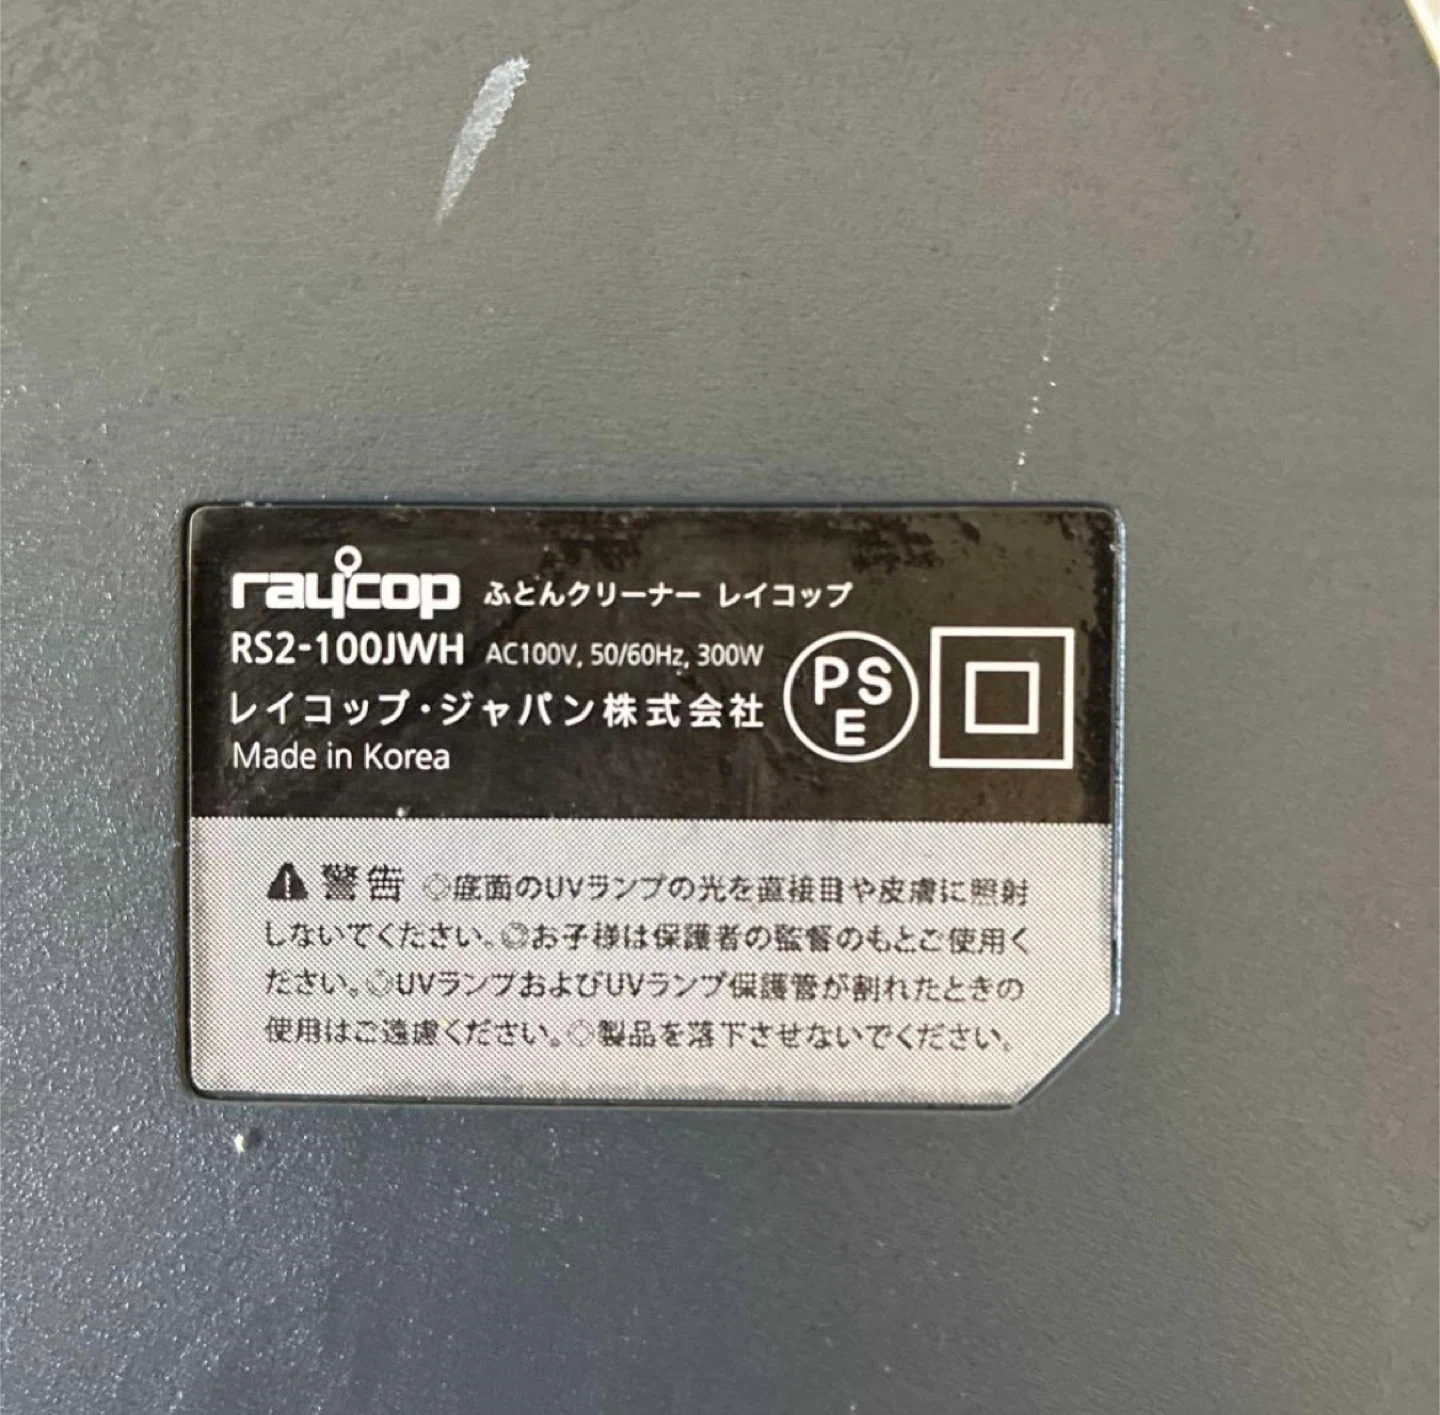 raycop ふとんクリーナー レイコップ
RS2-100JWH AC100V, 50/60Hz, 300W
レイコップ・ジャパン株式会社
Made in Korea
PS
E
警告 ◇底面のUVランプの光を直接目や皮膚に照射
しないでください。◇お子様は保護者の監督のもとご使用く
ださい。◇UVランプおよびUVランプ保護管が割れたときの
使用はご遠慮ください。◇製品を落下させないでください。